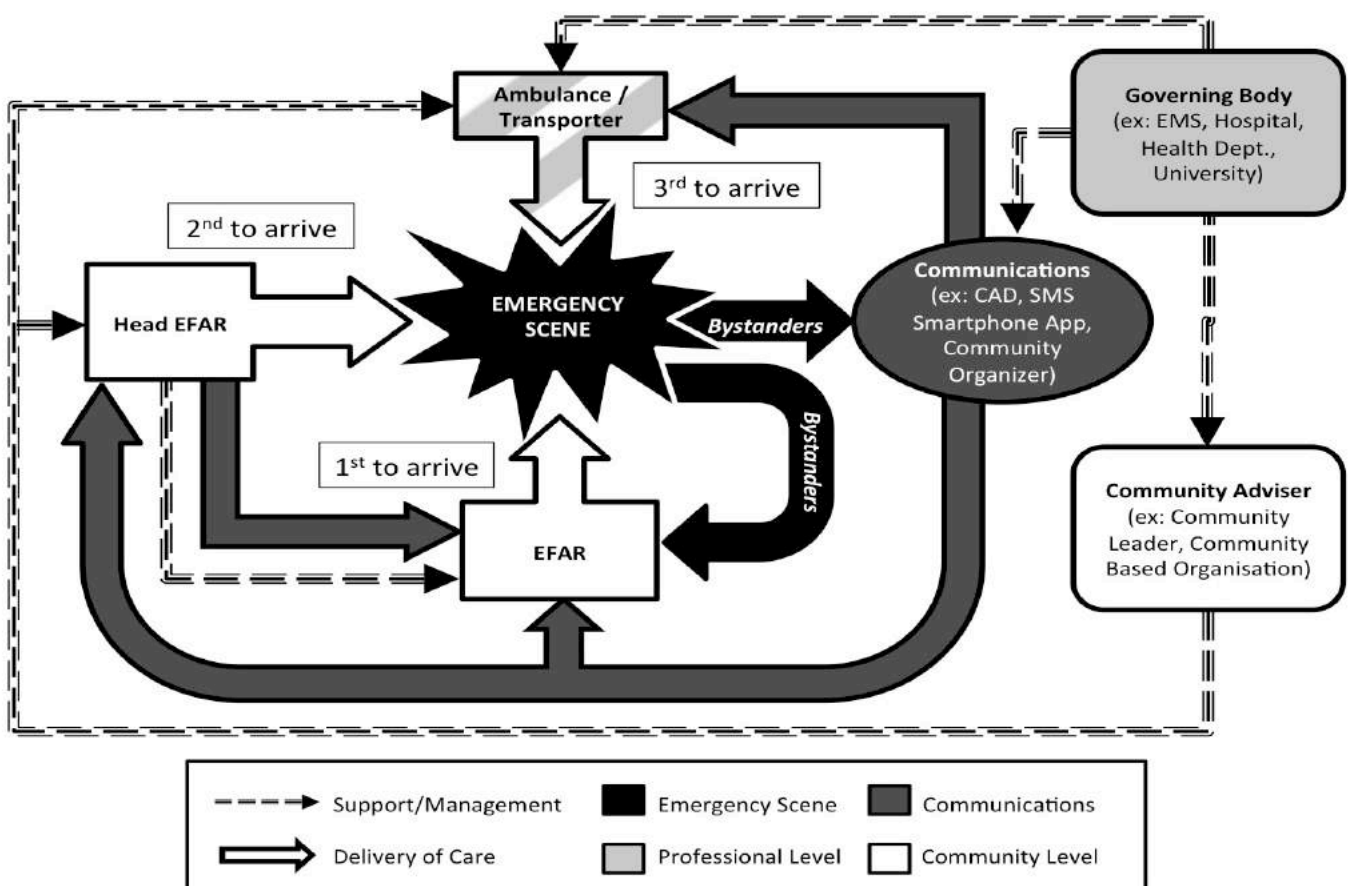 Ambulance /
Transporter
Governing Body
(ex: EMS, Hospital,
Health Dept.,
University)
3rd to arrive
2nd to arrive
Head EFAR
EMERGENCY
SCENE
Bystanders
Communications
(ex: CAD, SMS
Smartphone App,
Community
Organizer)
Bystanders
1st to arrive
EFAR
Community Adviser
(ex: Community
Leader, Community
Based Organisation)
Support/Management
Emergency Scene
Communications
Delivery of Care
Professional Level
Community Level